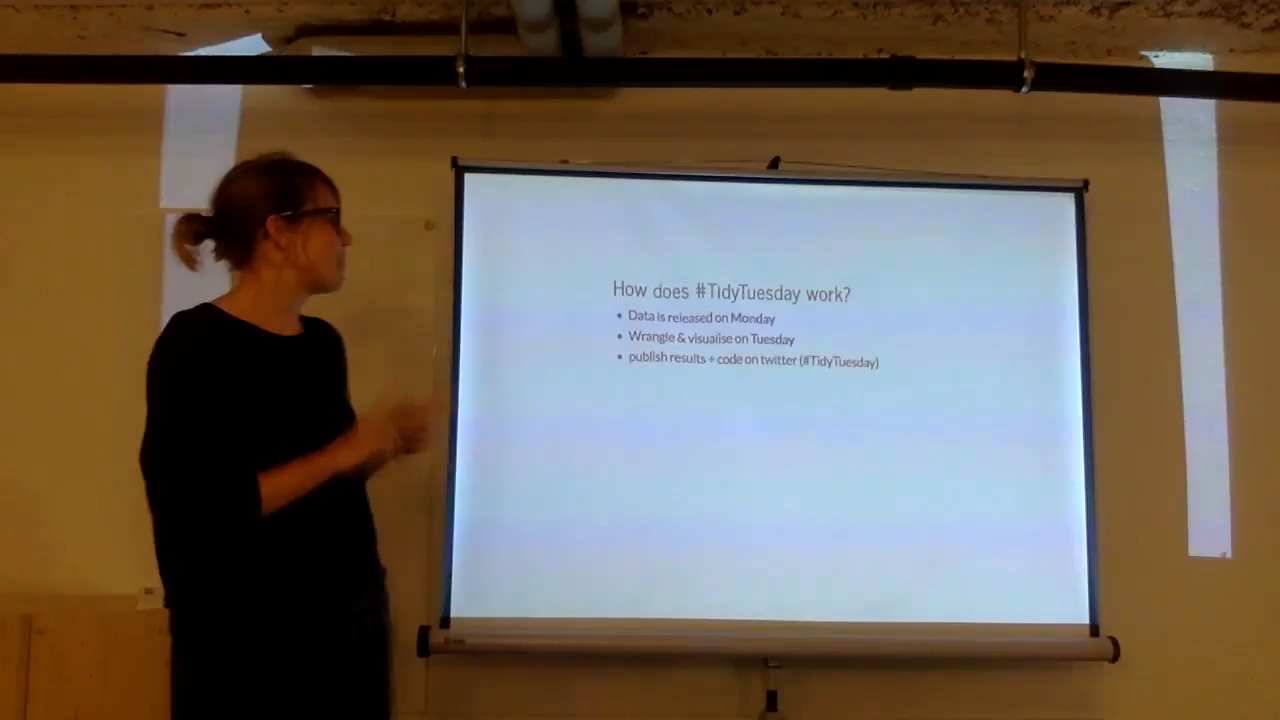 How does #TidyTuesday work?
• Data is released on Monday
• Wrangle & visualise on Tuesday
• publish results + code on twitter (#TidyTuesday)